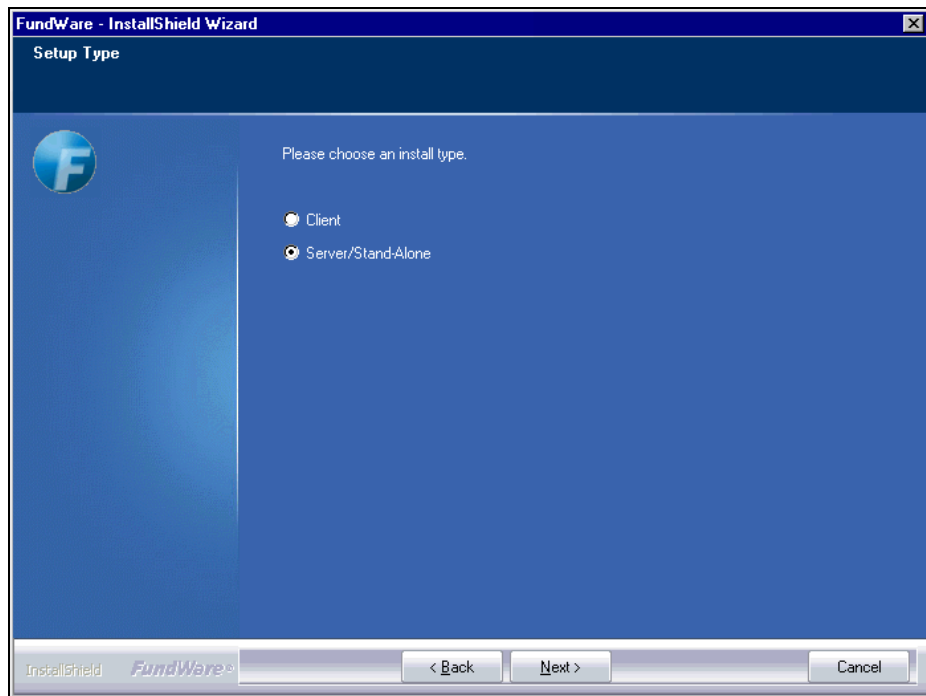 FundWare - InstallShield Wizard
Setup Type
F
Please choose an install type.
Client
Server/Stand-Alone
InstallShield FundWare® < Back Next > Cancel